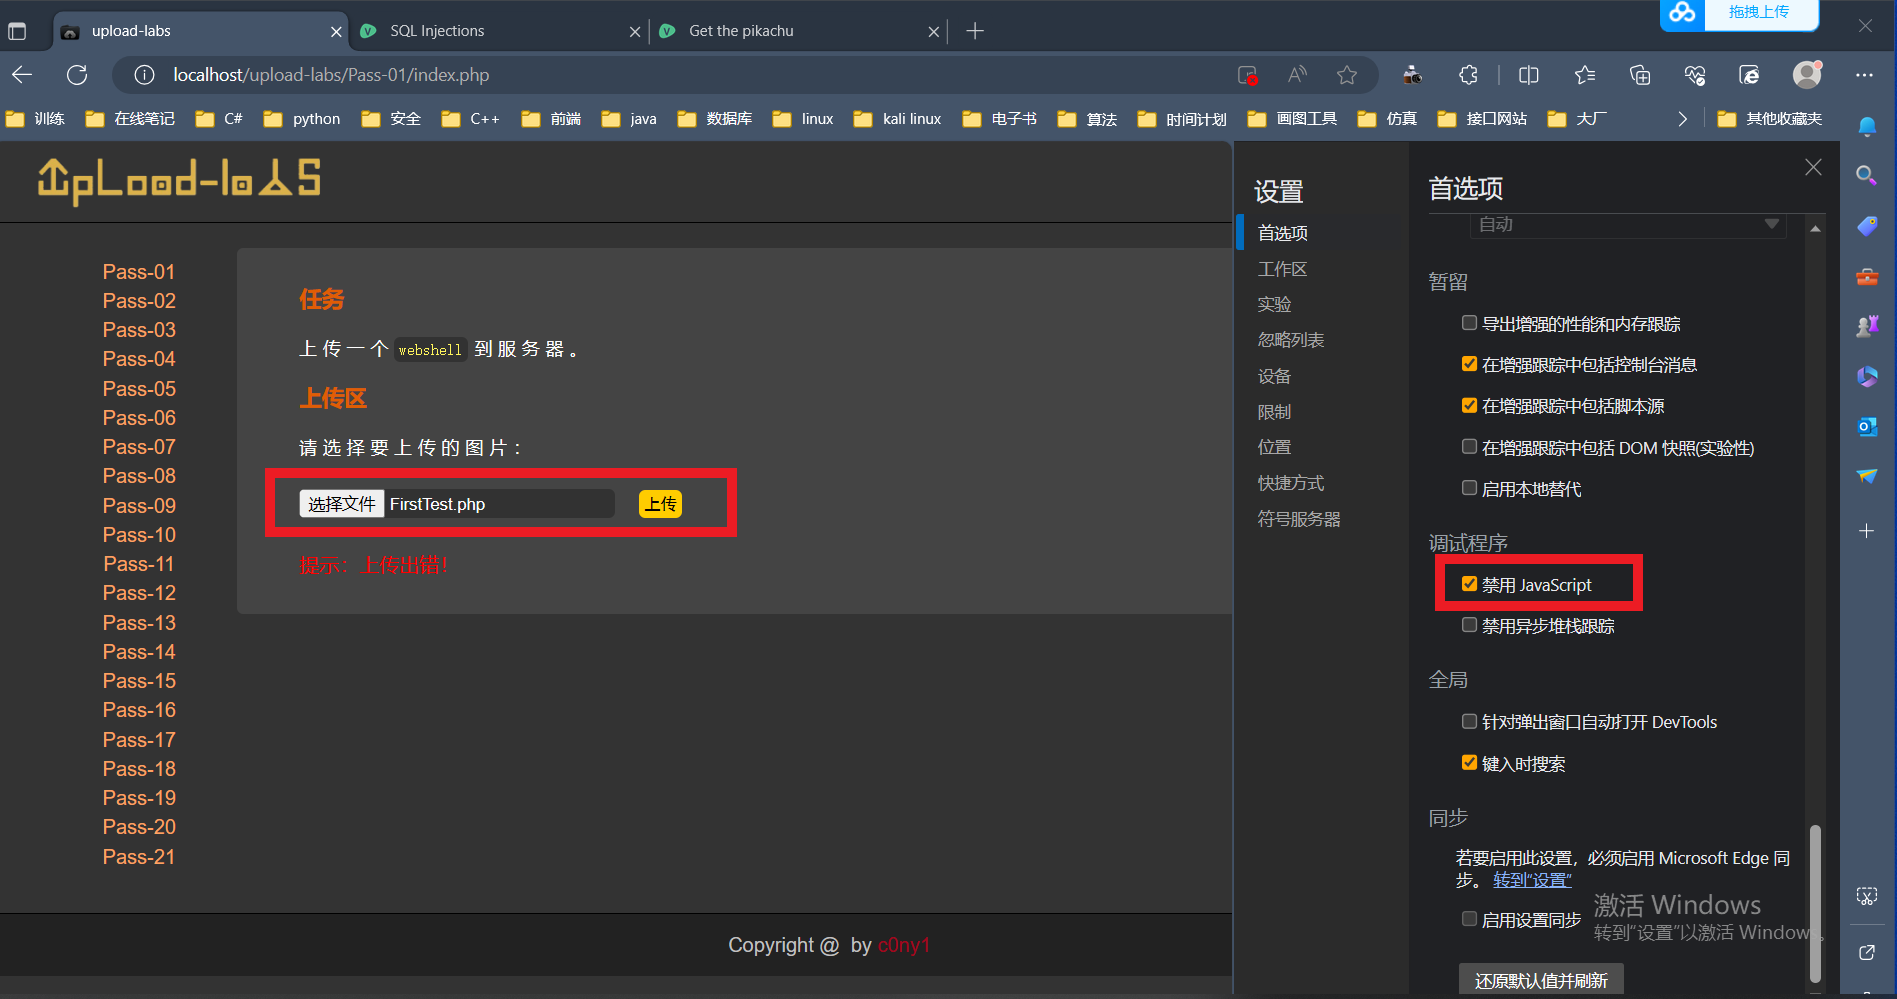 upload-labs
SQL Injections
Get the pikachu
拖拽上传
localhost/upload-labs/Pass-01/index.php
训练
在线笔记
C#
python
安全
C++
前端
java
数据库
linux
kali linux
电子书
算法
时间计划
画图工具
仿真
接口网站
大厂
其他收藏夹
UpLoad-labs
Pass-01
Pass-02
Pass-03
Pass-04
Pass-05
Pass-06
Pass-07
Pass-08
Pass-09
Pass-10
Pass-11
Pass-12
Pass-13
Pass-14
Pass-15
Pass-16
Pass-17
Pass-18
Pass-19
Pass-20
Pass-21
任务
上传一个 webshell 到服务器。
上传区
请选择要上传的图片：
选择文件 FirstTest.php 上传
提示：上传出错！
Copyright @ by c0ny1
设置
首选项
工作区
实验
忽略列表
设备
限制
位置
快捷方式
符号服务器
首选项
自动
暂留
导出增强的性能和内存跟踪
在增强跟踪中包括控制台消息
在增强跟踪中包括脚本源
在增强跟踪中包括 DOM 快照(实验性)
启用本地替代
调试程序
禁用 JavaScript
禁用异步堆栈跟踪
全局
针对弹出窗口自动打开 DevTools
键入时搜索
同步
若要启用此设置，必须启用 Microsoft Edge 同
步。 转到“设置”
启用设置同步
激活 Windows
转到“设置”以激活 Windows。
还原默认值并刷新